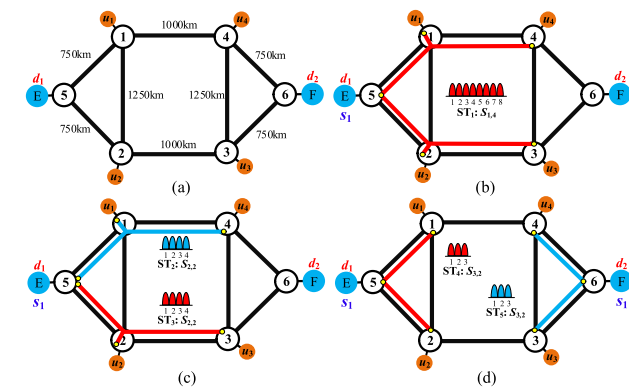 u₁
1000km
u₄
1
4
750km
750km
d₁
d₂
E
5
1250km
1250km
6
F
750km
750km
2
1000km
3
u₂
u₃
(a)
u₁
u₄
1
4
d₁
d₂
E
5
6
F
s₁
1 2 3 4 5 6 7 8
ST₁: S₁,₄
2
3
u₂
u₃
(b)
u₁
u₄
1
4
1 2 3 4
ST₂: S₂,₂
d₁
d₂
E
5
6
F
s₁
1 2 3 4
ST₃: S₂,₂
2
3
u₂
u₃
(c)
u₁
u₄
1
4
1 2 3
ST₄: S₃,₂
d₁
d₂
E
5
6
F
s₁
s₁
1 2 3
ST₅: S₃,₂
2
3
u₂
u₃
(d)